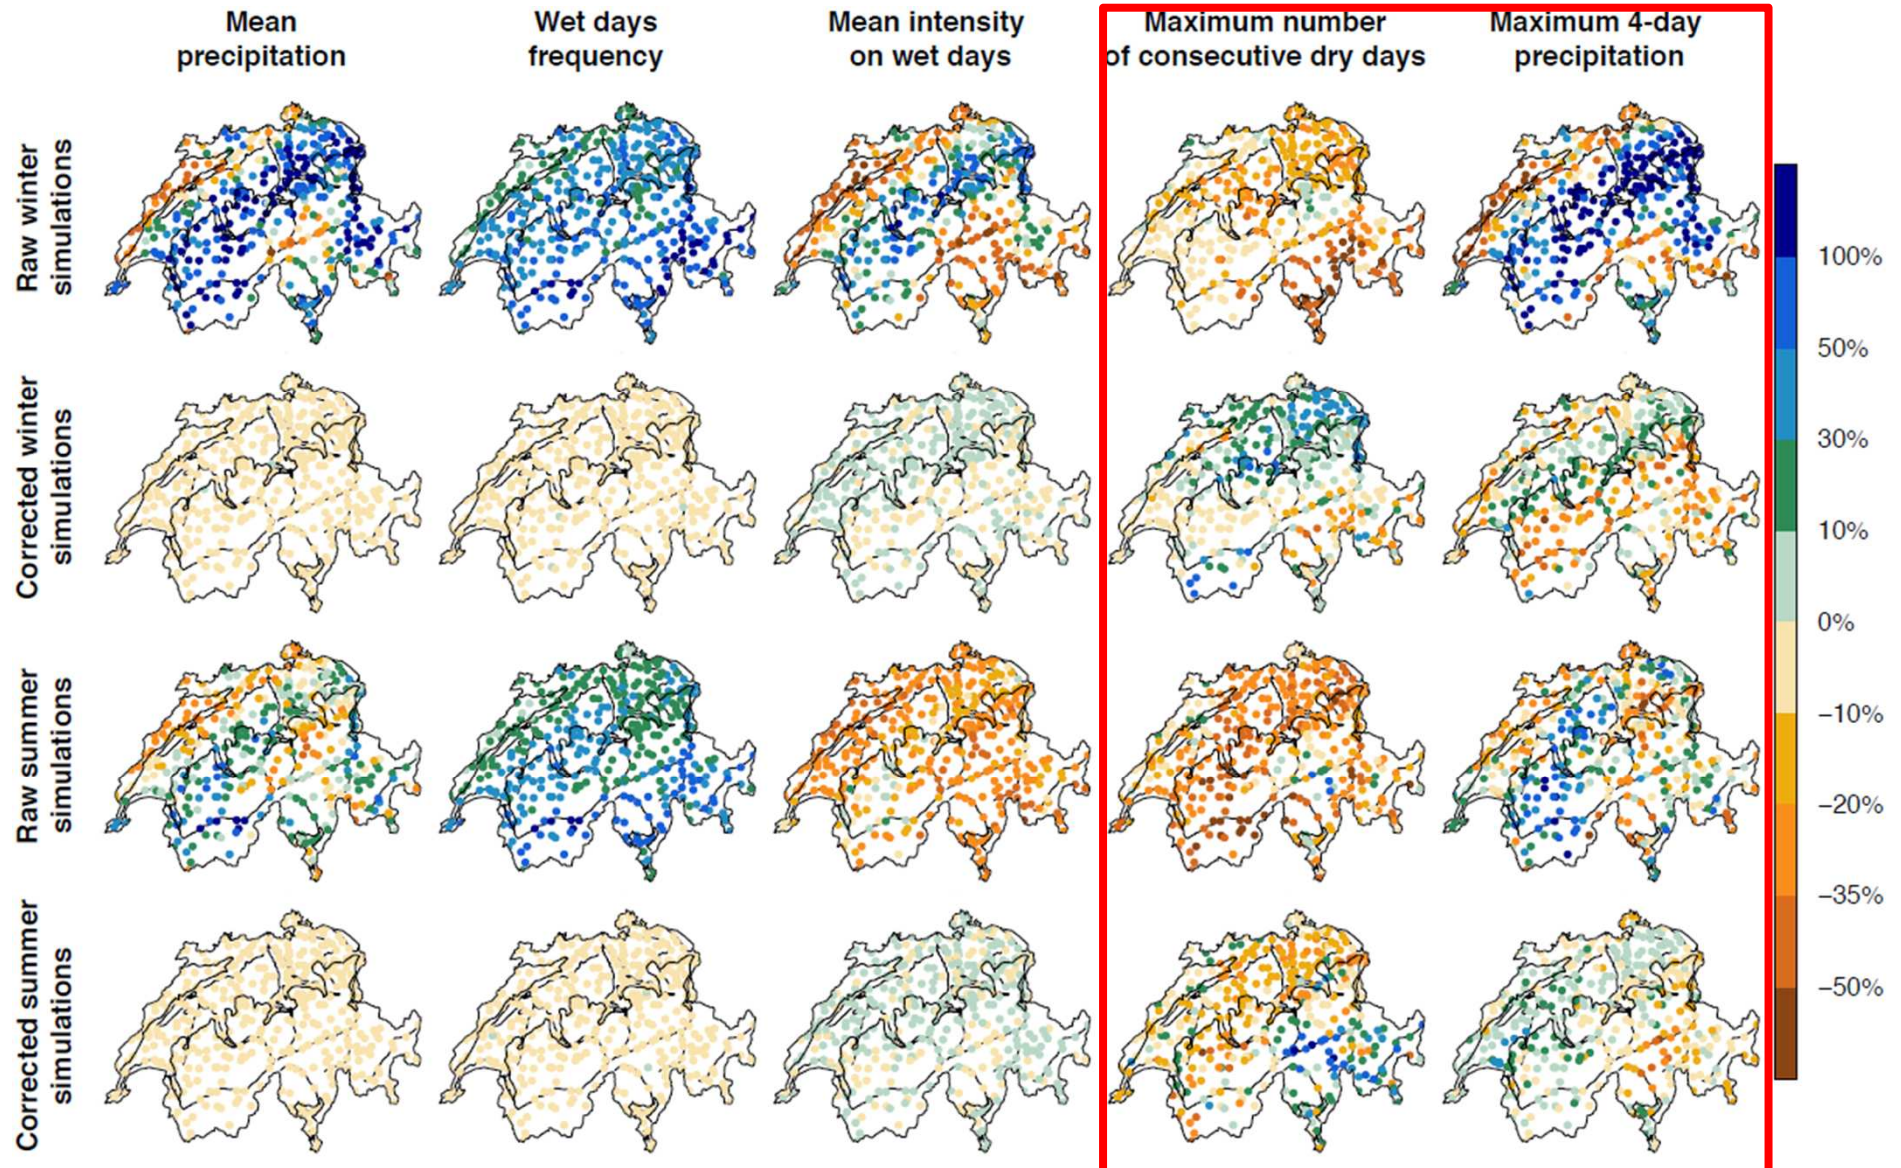 Mean
precipitation
Wet days
frequency
Mean intensity
on wet days
Maximum number
of consecutive dry days
Maximum 4-day
precipitation
Raw winter
simulations
Corrected winter
simulations
Raw summer
simulations
Corrected summer
simulations
100%
50%
30%
10%
0%
−10%
−20%
−35%
−50%